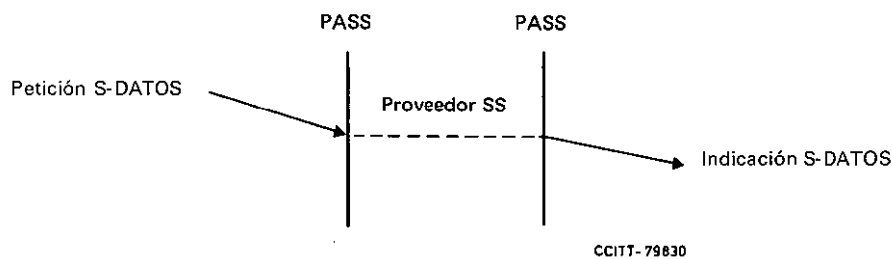 PASS PASS
Petición S-DATOS
Proveedor SS
Indicación S-DATOS
CCITT-79830